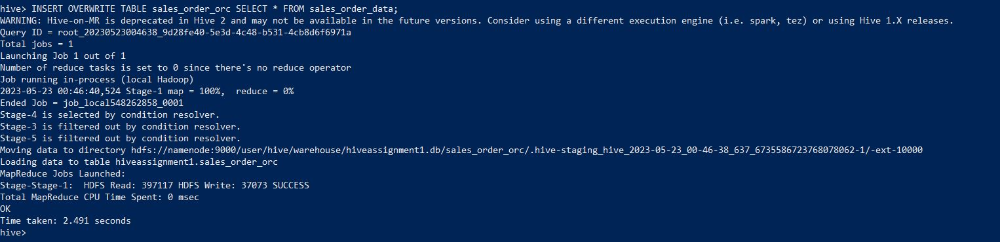 hive> INSERT OVERWRITE TABLE sales_order_orc SELECT * FROM sales_order_data;
WARNING: Hive-on-MR is deprecated in Hive 2 and may not be available in the future versions. Consider using a different execution engine (i.e. spark, tez) or using Hive 1.X releases.
Query ID = root_20230523004638_9d28fe40-5e3d-4c48-b531-4cb8d6f6971a
Total jobs = 1
Launching Job 1 out of 1
Number of reduce tasks is set to 0 since there's no reduce operator
Job running in-process (local Hadoop)
2023-05-23 00:46:40,524 Stage-1 map = 100%,  reduce = 0%
Ended Job = job_local548262858_0001
Stage-4 is selected by condition resolver.
Stage-3 is filtered out by condition resolver.
Stage-5 is filtered out by condition resolver.
Moving data to directory hdfs://namenode:9000/user/hive/warehouse/hiveassignment1.db/sales_order_orc/.hive-staging_hive_2023-05-23_00-46-38_637_6735586723768078062-1/-ext-10000
Loading data to table hiveassignment1.sales_order_orc
MapReduce Jobs Launched:
Stage-Stage-1:  HDFS Read: 397117 HDFS Write: 37073 SUCCESS
Total MapReduce CPU Time Spent: 0 msec
OK
Time taken: 2.491 seconds
hive>